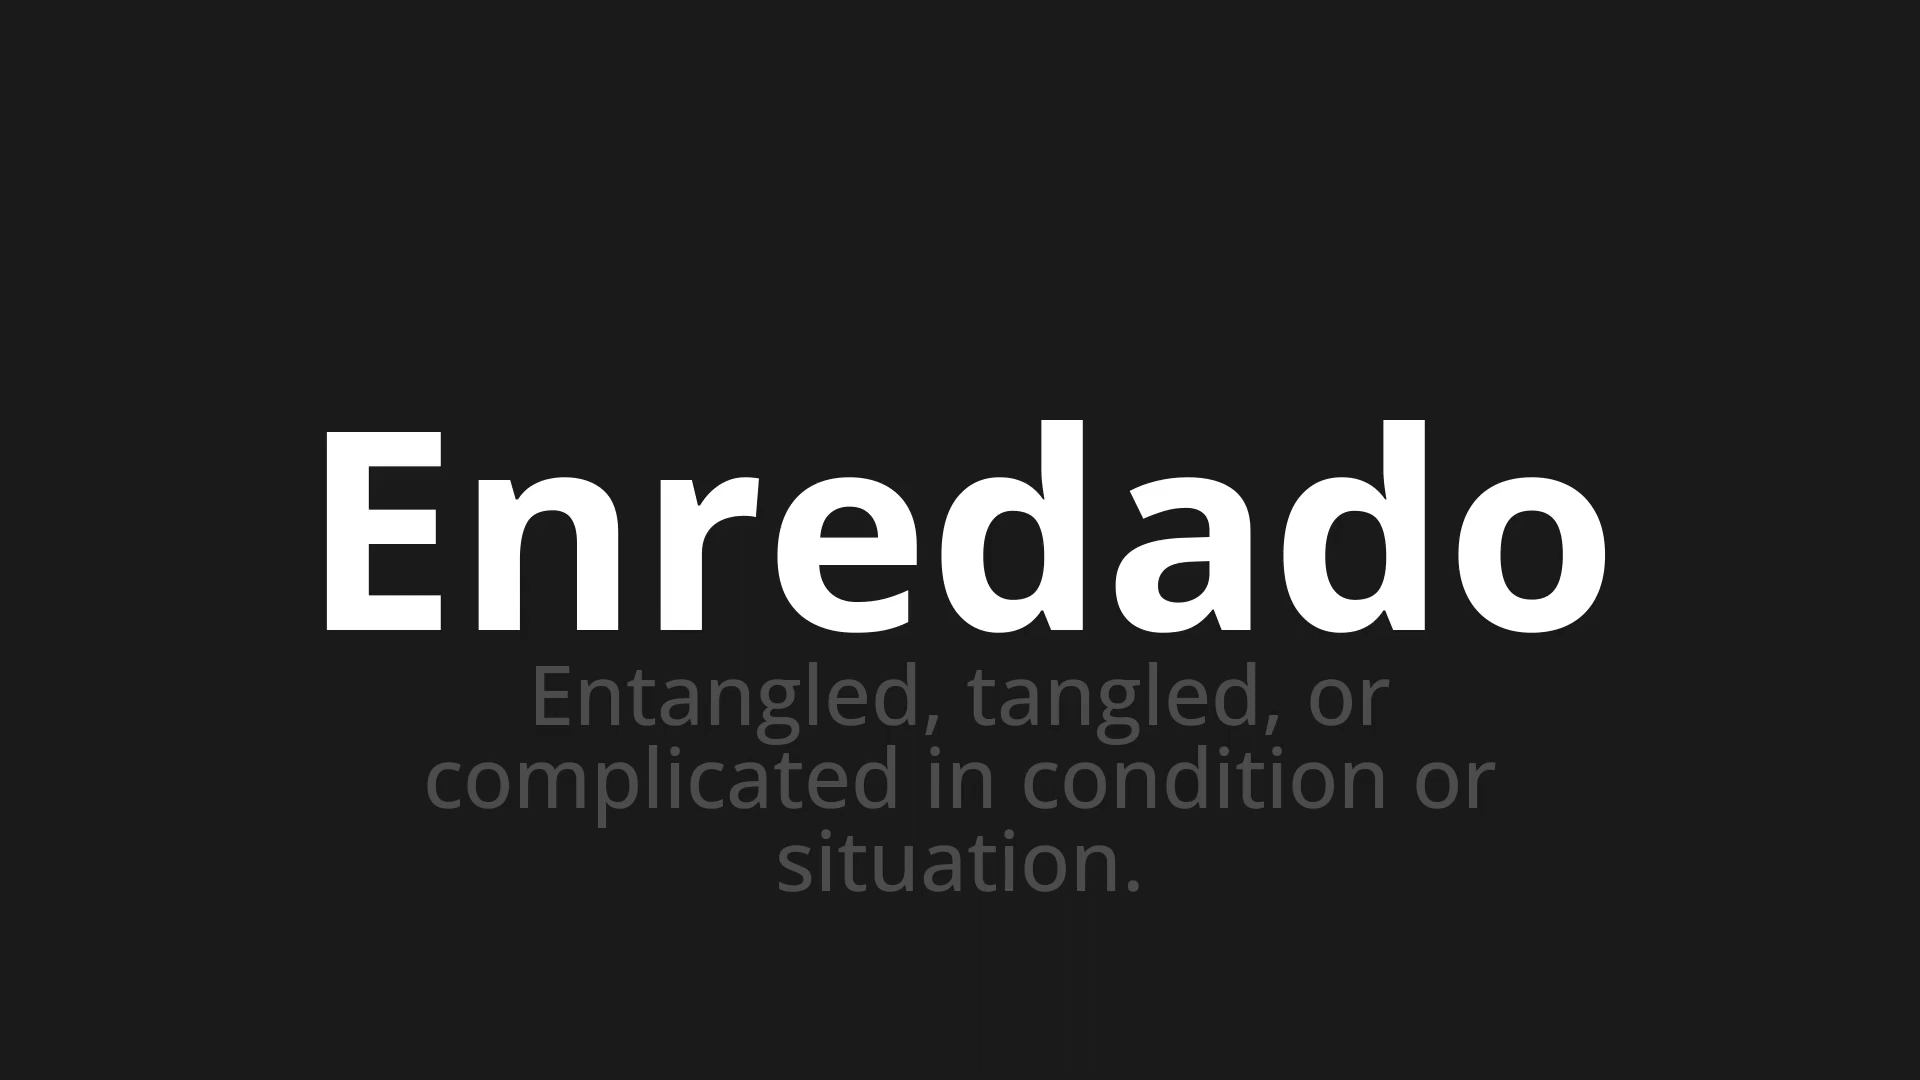 Enredado
Entangled, tangled, or
complicated in condition or
situation.